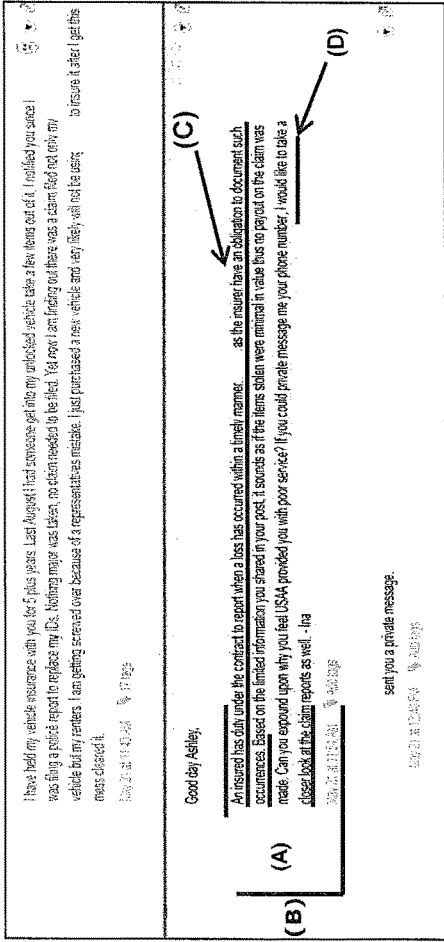 I have held my vehicle insurance with you for 5 plus years. Last August I had someone get into my unlocked vehicle take a few items out of it. I notified you since I
was filing a police report to replace my IDs. Nothing major was taken, no claim needed to be filed. Yet now I am finding out there was a claim filed not only my
vehicle but my renters. I am getting screwed over because of a representatives mistake. I just purchased a new vehicle and very likely will not be using to insure it after I get this
mess cleared it.
17 tags
(C)
Good day Ashley,
An insured has duty under the contract to report when a loss has occurred within a timely manner. as the insurer have an obligation to document such
occurrences. Based on the limited information you shared in your post, it sounds as if the items stolen were minimal in value thus no payout on the claim was
made. Can you expound upon why you feel USAA provided you with poor service? If you could private message me your phone number, I would like to take a
closer look at the claim reports as well. - Ina
(A)
(B)
(D)
Add tags
sent you a private message.
Add tags